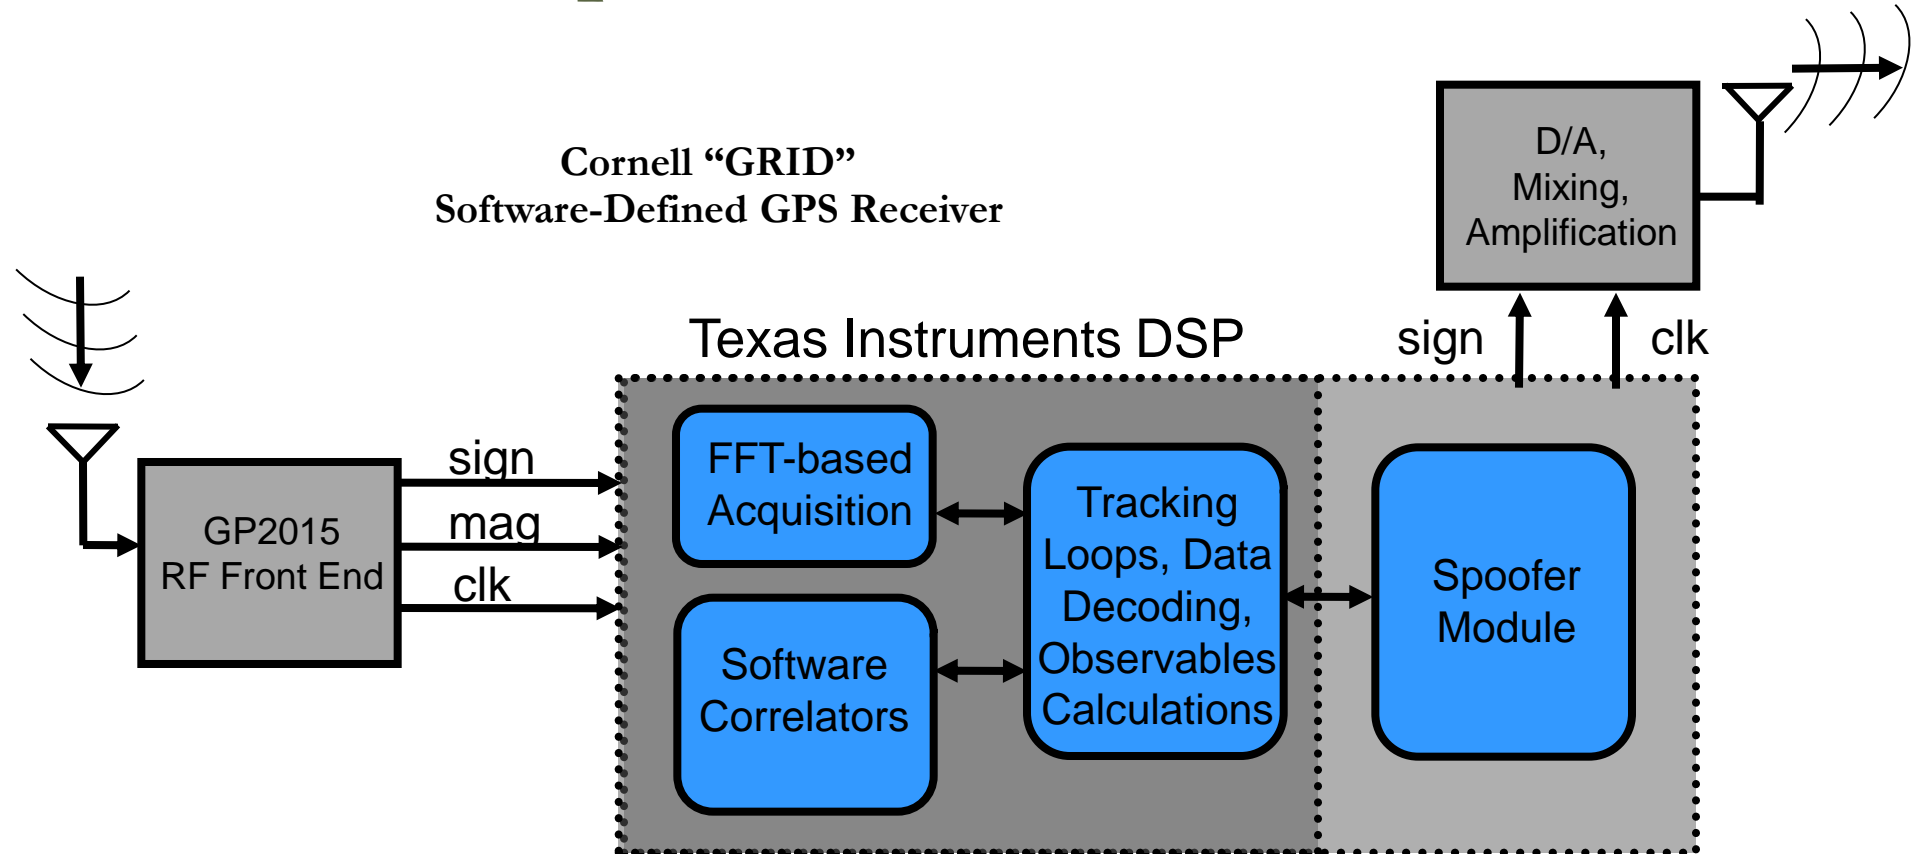 Cornell “GRID”
Software-Defined GPS Receiver
D/A,
Mixing,
Amplification
Texas Instruments DSP
sign
clk
sign
mag
clk
GP2015
RF Front End
FFT-based
Acquisition
Software
Correlators
Tracking
Loops, Data
Decoding,
Observables
Calculations
Spoofer
Module